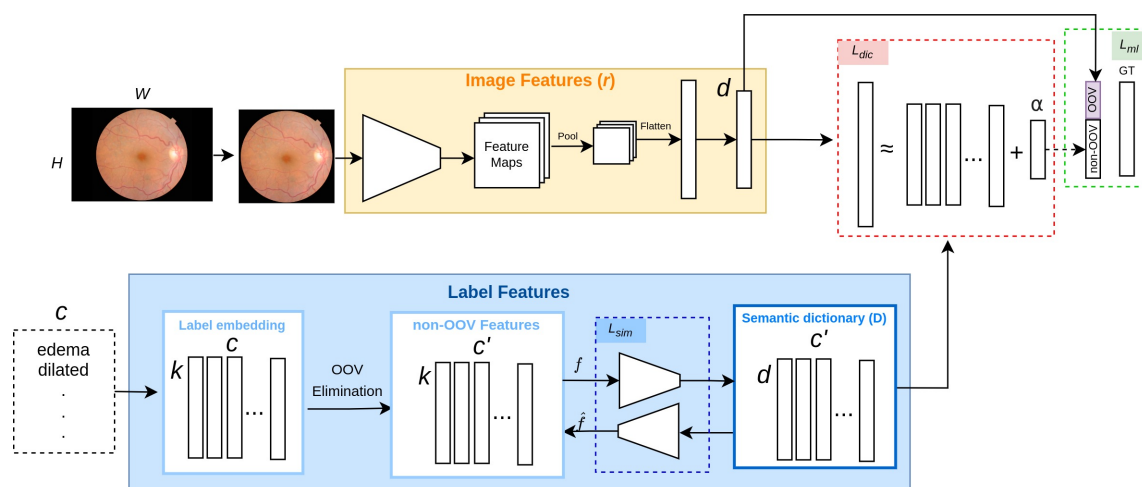 W
H
Image Features (r)
Feature
Maps
Pool
Flatten
d
L_dic
≈
...
+
α
L_ml
GT
OOV
non-OOV
c
edema
dilated
.
.
.
Label Features
Label embedding
c
k
...
OOV
Elimination
non-OOV Features
c'
k
...
f
f̂
L_sim
Semantic dictionary (D)
c'
d
...